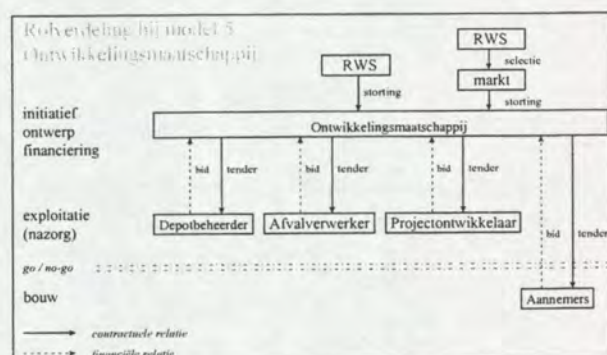 Rolverdeling bij model 5
Ontwikkelingsmaatschappij
RWS
selectie
RWS
markt
storting
storting
initiatief
ontwerp
financiering
Ontwikkelingsmaatschappij
bid
tender
bid
tender
bid
tender
exploitatie
(nazorg)
Depotbeheerder
Afvalverwerker
Projectontwikkelaar
bid
tender
go / no-go
bouw
Aannemers
contractuele relatie
financiële relatie